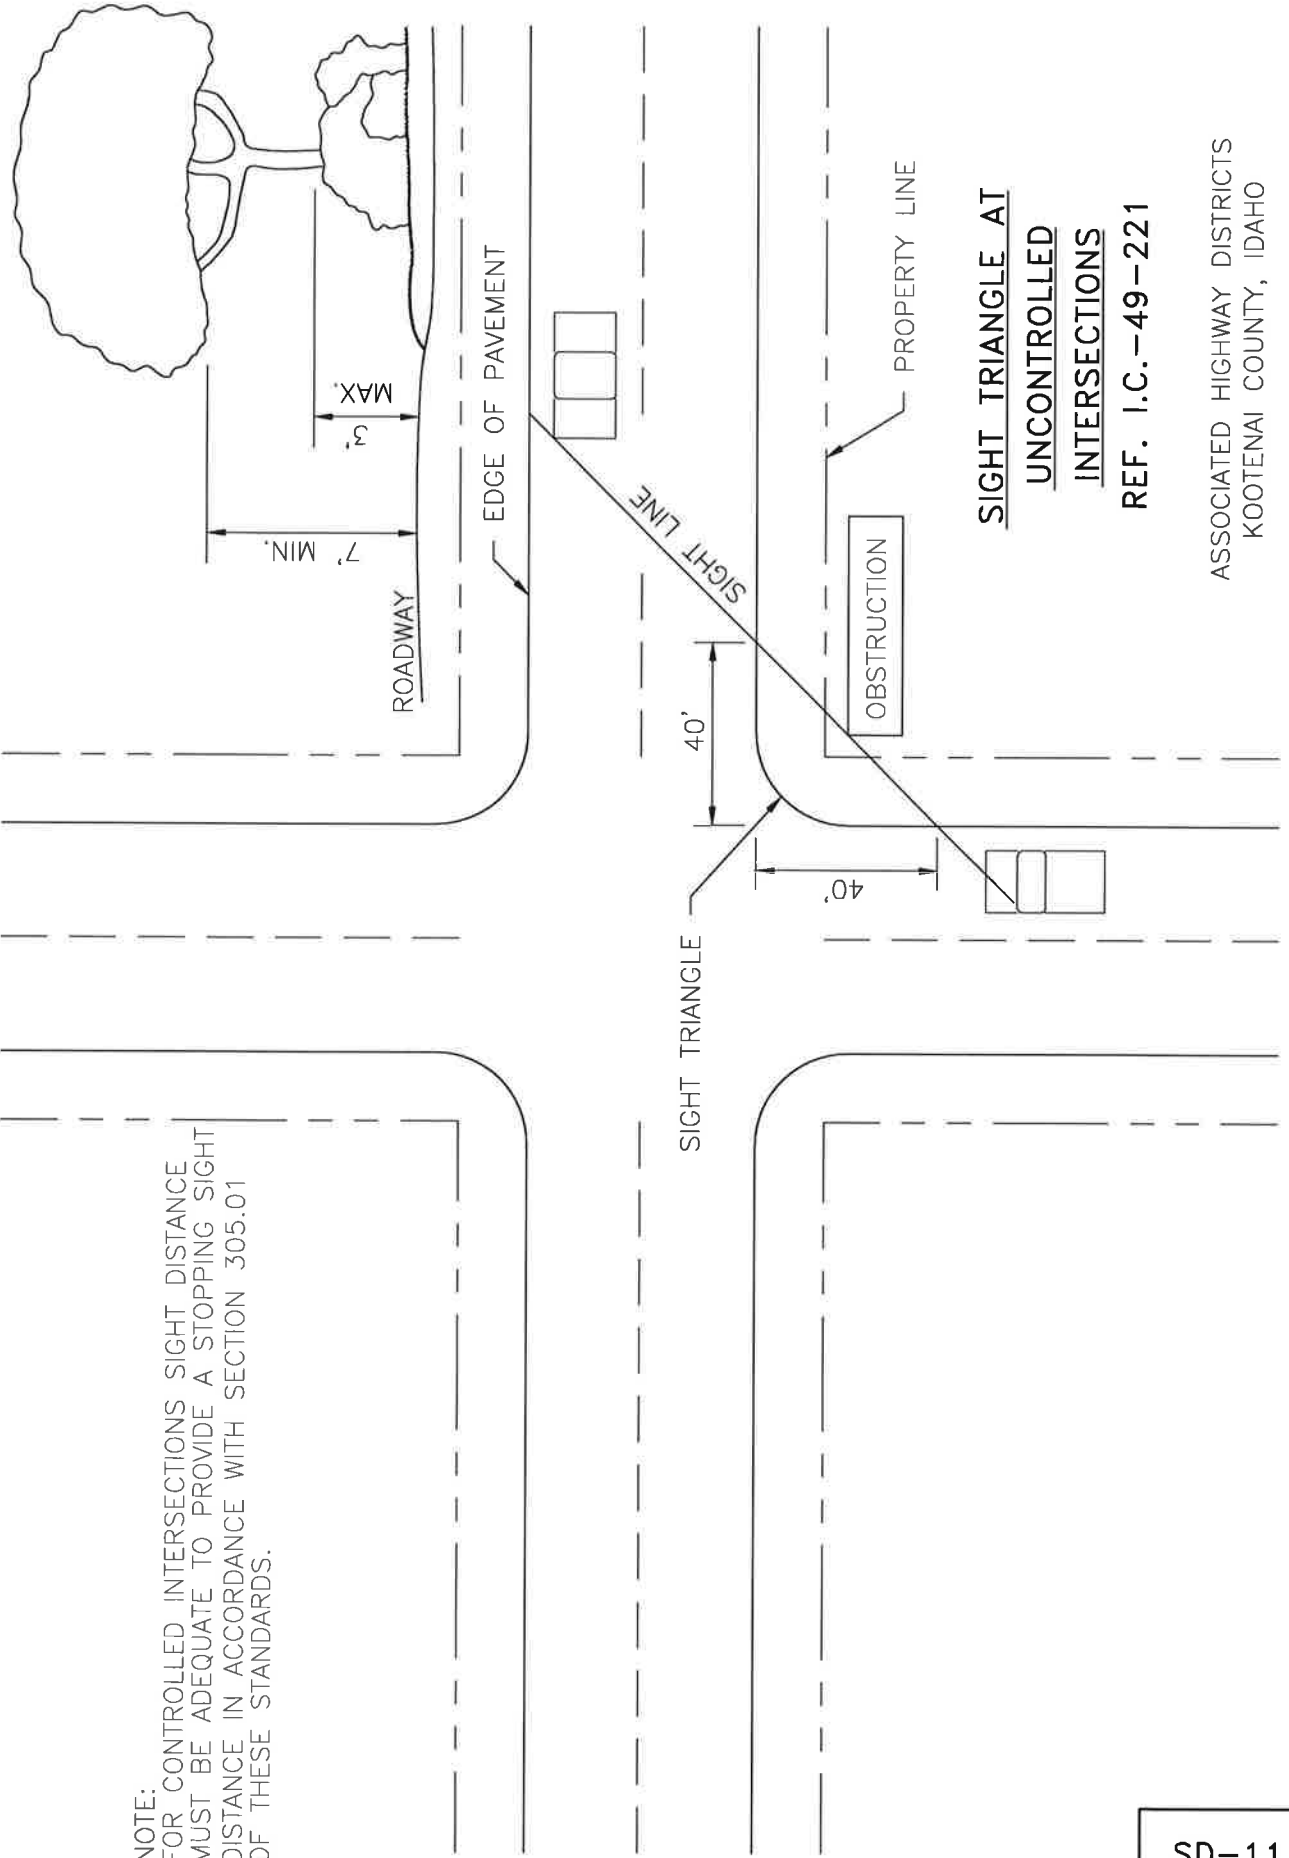 NOTE:
FOR CONTROLLED INTERSECTIONS SIGHT DISTANCE
MUST BE ADEQUATE TO PROVIDE A STOPPING SIGHT
DISTANCE IN ACCORDANCE WITH SECTION 305.01
OF THESE STANDARDS.
ROADWAY
7' MIN.
3'
MAX.
EDGE OF PAVEMENT
SIGHT LINE
SIGHT TRIANGLE
40'
40'
OBSTRUCTION
PROPERTY LINE
SIGHT TRIANGLE AT
UNCONTROLLED
INTERSECTIONS
REF. I.C.-49-221
ASSOCIATED HIGHWAY DISTRICTS
KOOTENAI COUNTY, IDAHO
SD-11